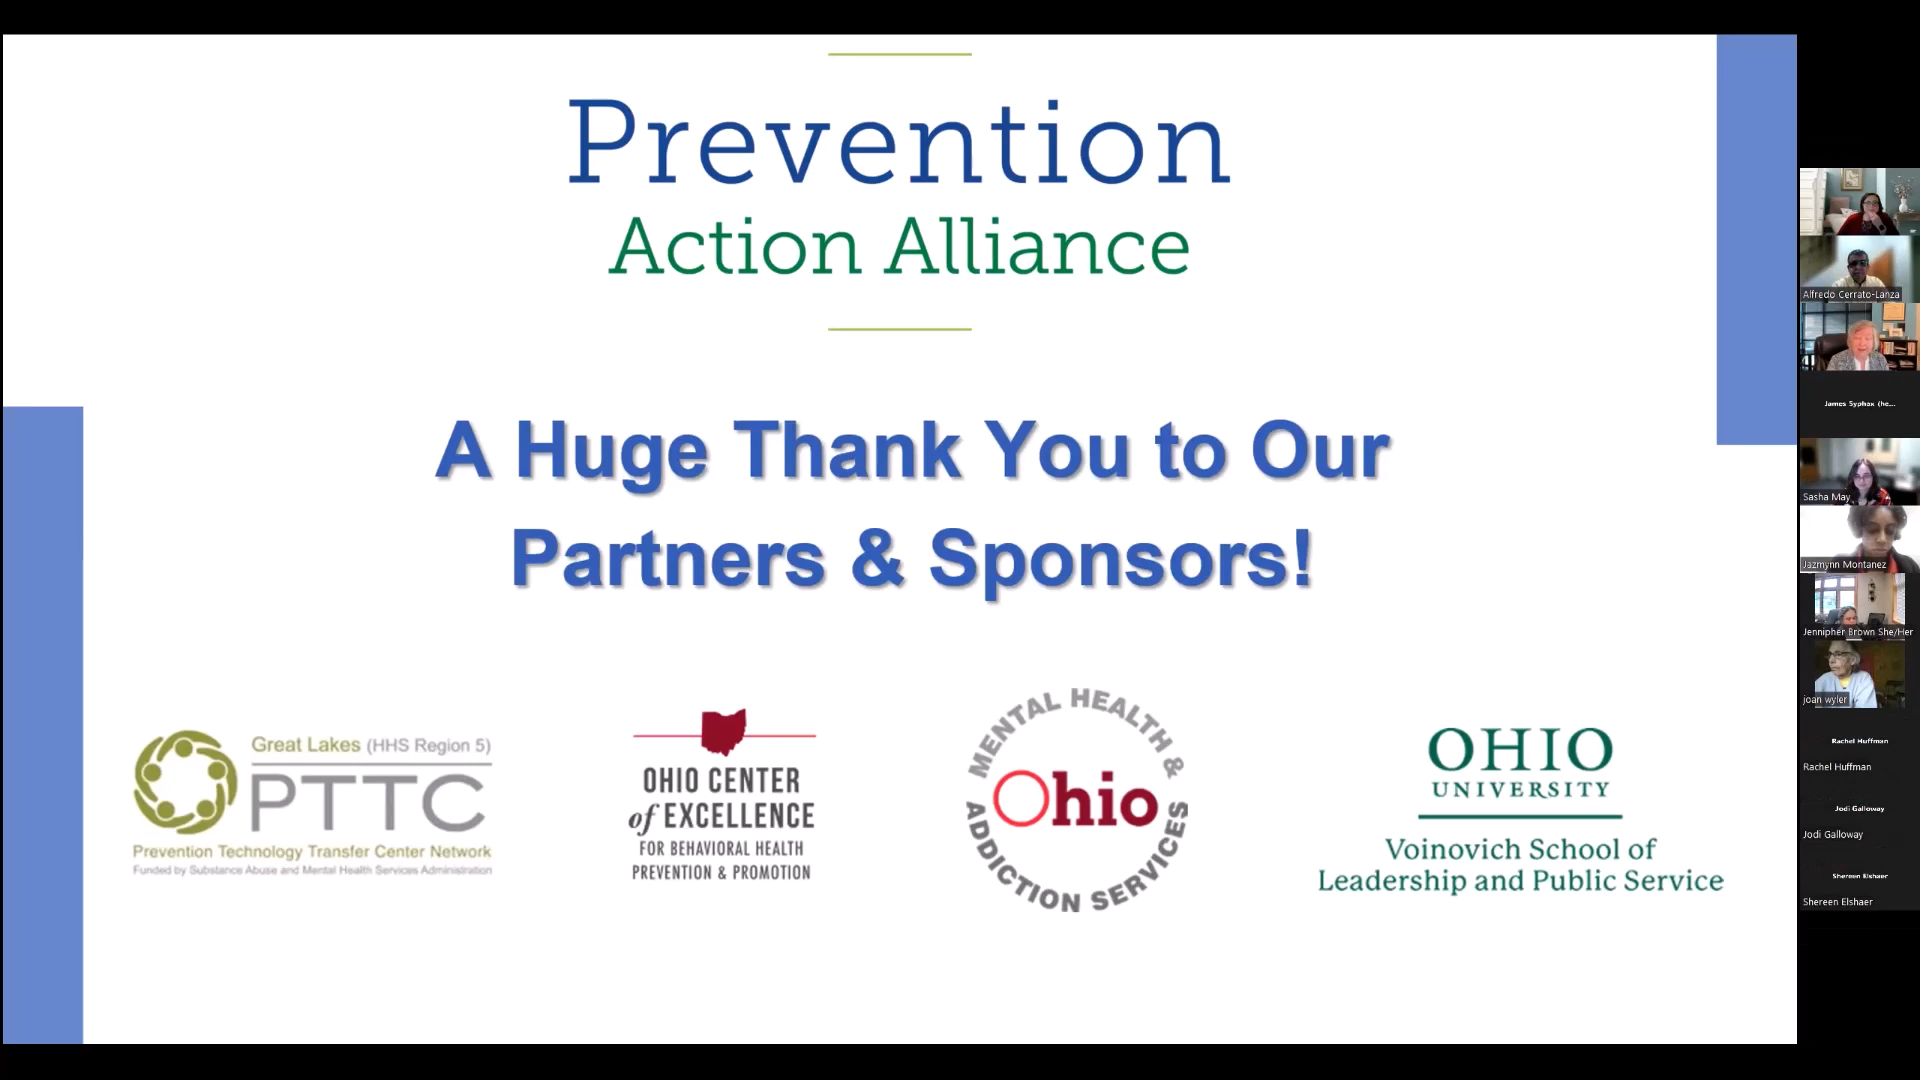 Prevention
Action Alliance
A Huge Thank You to Our
Partners & Sponsors!
Great Lakes (HHS Region 5)
PTTC
Prevention Technology Transfer Center Network
Funded by Substance Abuse and Mental Health Services Administration
OHIO CENTER
of EXCELLENCE
FOR BEHAVIORAL HEALTH
PREVENTION & PROMOTION
MENTAL HEALTH &
Ohio
ADDICTION SERVICES
OHIO
UNIVERSITY
Voinovich School of
Leadership and Public Service
Alfredo Cerrato-Lanza
James Syphax (he...
Sasha May
Jazmynn Montanez
Jennipher Brown She/Her
joan wyler
Rachel Huffman
Rachel Huffman
Jodi Galloway
Jodi Galloway
Shereen Elshaer
Shereen Elshaer